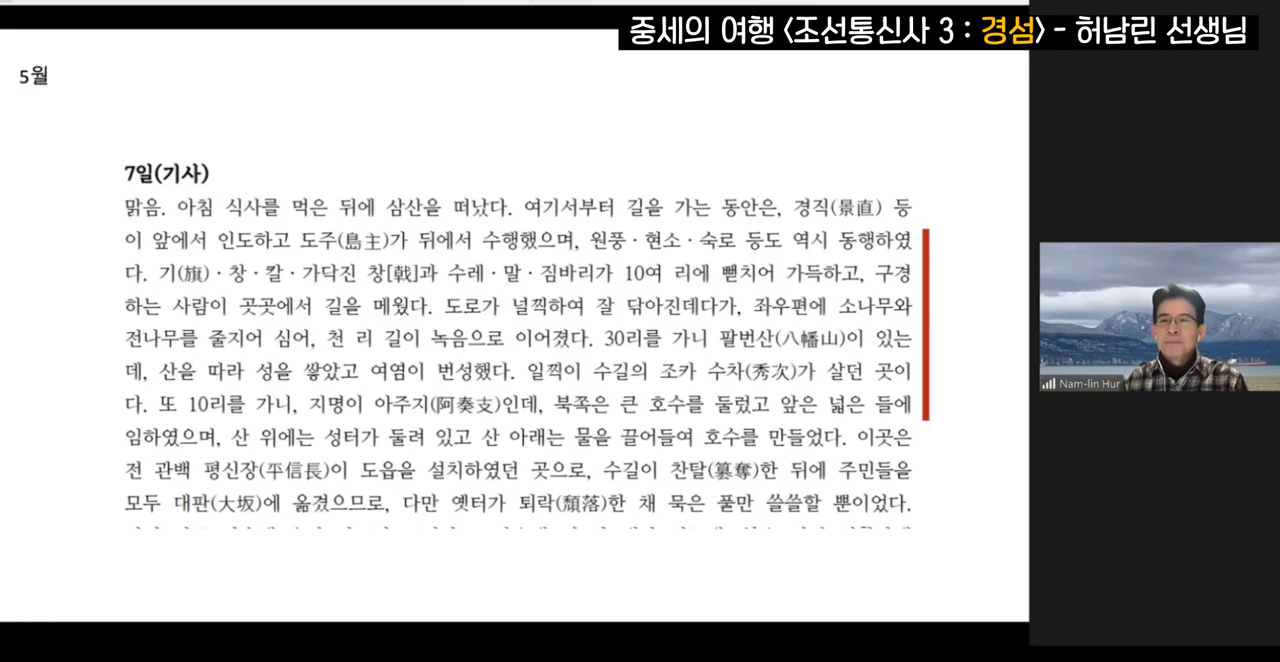 중세의 여행 <조선통신사 3 : 경섬> - 허남린 선생님
5월
7일(기사)
맑음. 아침 식사를 먹은 뒤에 삼산을 떠났다. 여기서부터 길을 가는 동안은, 경직(景直) 등
이 앞에서 인도하고 도주(島主)가 뒤에서 수행했으며, 원풍·현소·숙로 등도 역시 동행하였
다. 기(旗)·창·칼·가닥진 창[戟]과 수레·말·짐바리가 10여 리에 뻗치어 가득하고, 구경
하는 사람이 곳곳에서 길을 메웠다. 도로가 널찍하여 잘 닦아진데다가, 좌우편에 소나무와
전나무를 줄지어 심어, 천 리 길이 녹음으로 이어졌다. 30리를 가니 팔번산(八幡山)이 있는
데, 산을 따라 성을 쌓았고 여염이 번성했다. 일찍이 수길의 조카 수차(秀次)가 살던 곳이
다. 또 10리를 가니, 지명이 아주지(阿奏支)인데, 북쪽은 큰 호수를 둘렀고 앞은 넓은 들에
임하였으며, 산 위에는 성터가 둘려 있고 산 아래는 물을 끌어들여 호수를 만들었다. 이곳은
전 관백 평신장(平信長)이 도읍을 설치하였던 곳으로, 수길이 찬탈(簒奪)한 뒤에 주민들을
모두 대판(大坂)에 옮겼으므로, 다만 옛터가 퇴락(頹落)한 채 묵은 풀만 쓸쓸할 뿐이었다.
Nam-lin Hur